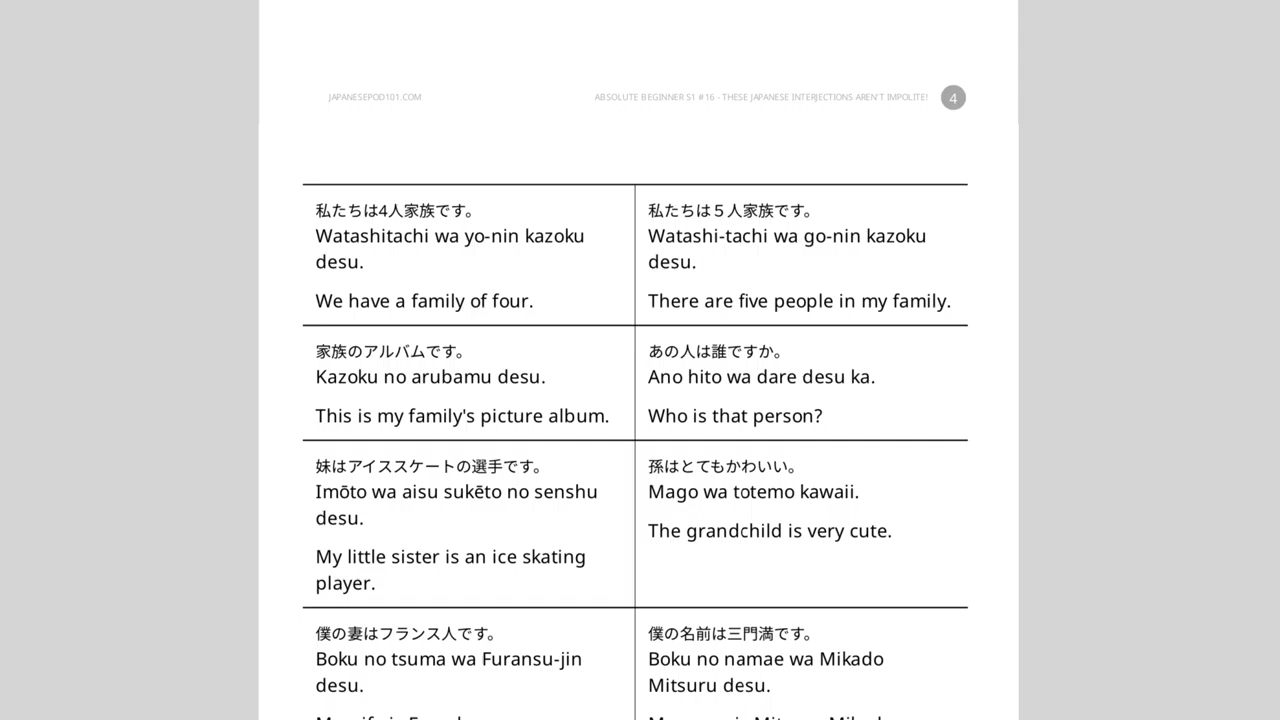 JAPANESEPOD101.COM
ABSOLUTE BEGINNER S1 #16 - THESE JAPANESE INTERJECTIONS AREN'T IMPOLITE!
4
私たちは4人家族です。
Watashitachi wa yo-nin kazoku
desu.
We have a family of four.
私たちは５人家族です。
Watashi-tachi wa go-nin kazoku
desu.
There are five people in my family.
家族のアルバムです。
Kazoku no arubamu desu.
This is my family's picture album.
あの人は誰ですか。
Ano hito wa dare desu ka.
Who is that person?
妹はアイススケートの選手です。
Imōto wa aisu sukēto no senshu
desu.
My little sister is an ice skating
player.
孫はとてもかわいい。
Mago wa totemo kawaii.
The grandchild is very cute.
僕の妻はフランス人です。
Boku no tsuma wa Furansu-jin
desu.
僕の名前は三門満です。
Boku no namae wa Mikado
Mitsuru desu.